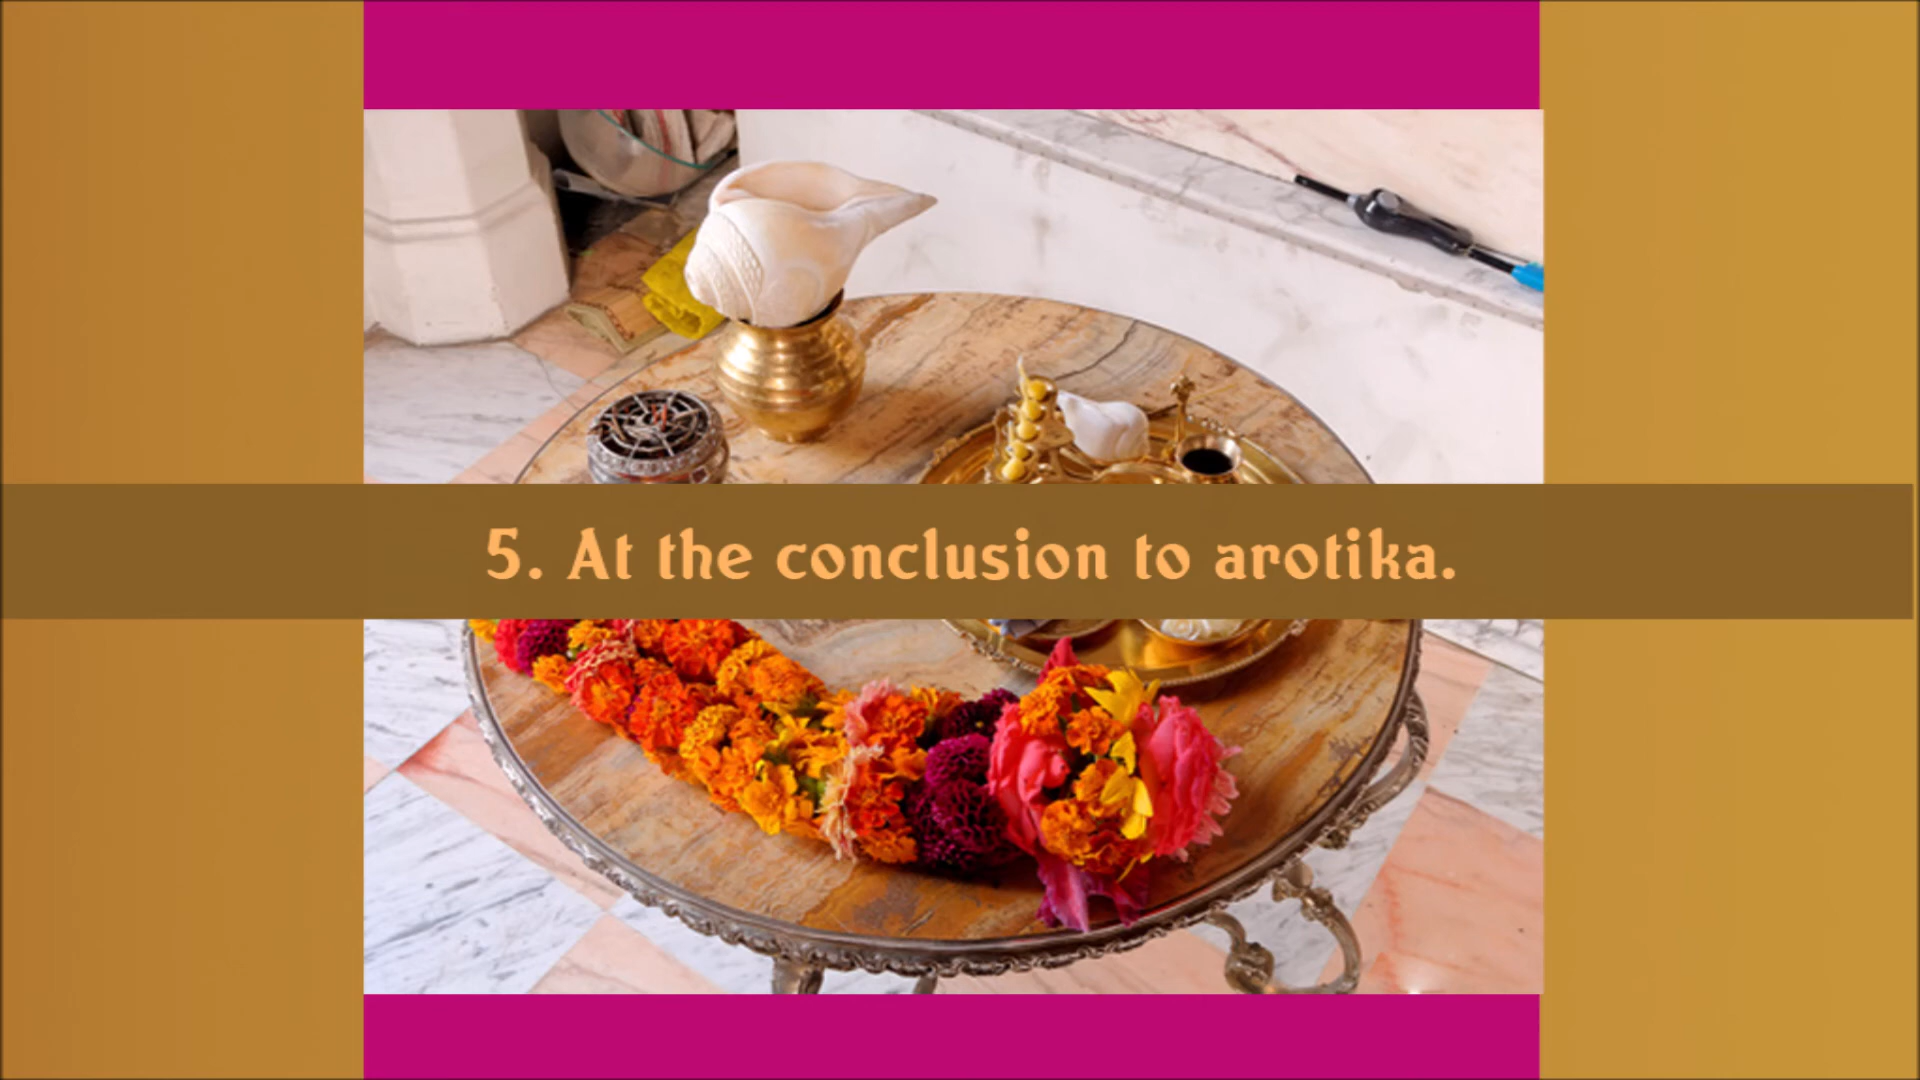 5. At the conclusion to arotika.